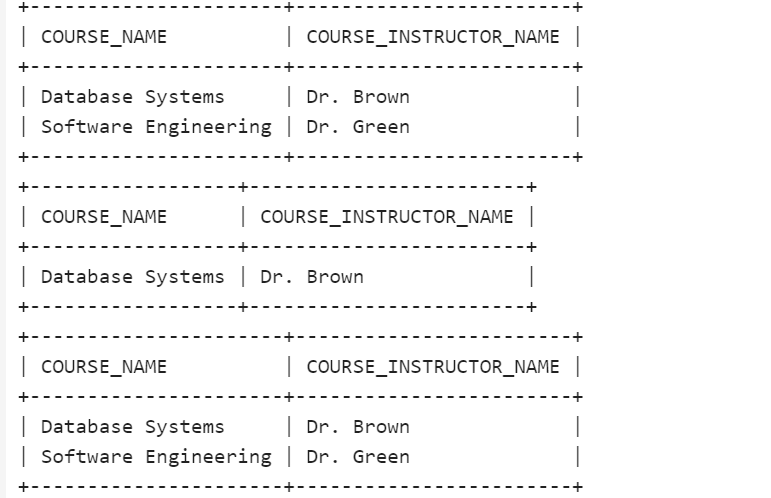 +----------------------+------------------------+
| COURSE_NAME          | COURSE_INSTRUCTOR_NAME |
+----------------------+------------------------+
| Database Systems     | Dr. Brown              |
| Software Engineering | Dr. Green              |
+----------------------+------------------------+
+------------------+------------------------+
| COURSE_NAME      | COURSE_INSTRUCTOR_NAME |
+------------------+------------------------+
| Database Systems | Dr. Brown              |
+------------------+------------------------+
+----------------------+------------------------+
| COURSE_NAME          | COURSE_INSTRUCTOR_NAME |
+----------------------+------------------------+
| Database Systems     | Dr. Brown              |
| Software Engineering | Dr. Green              |
+----------------------+------------------------+